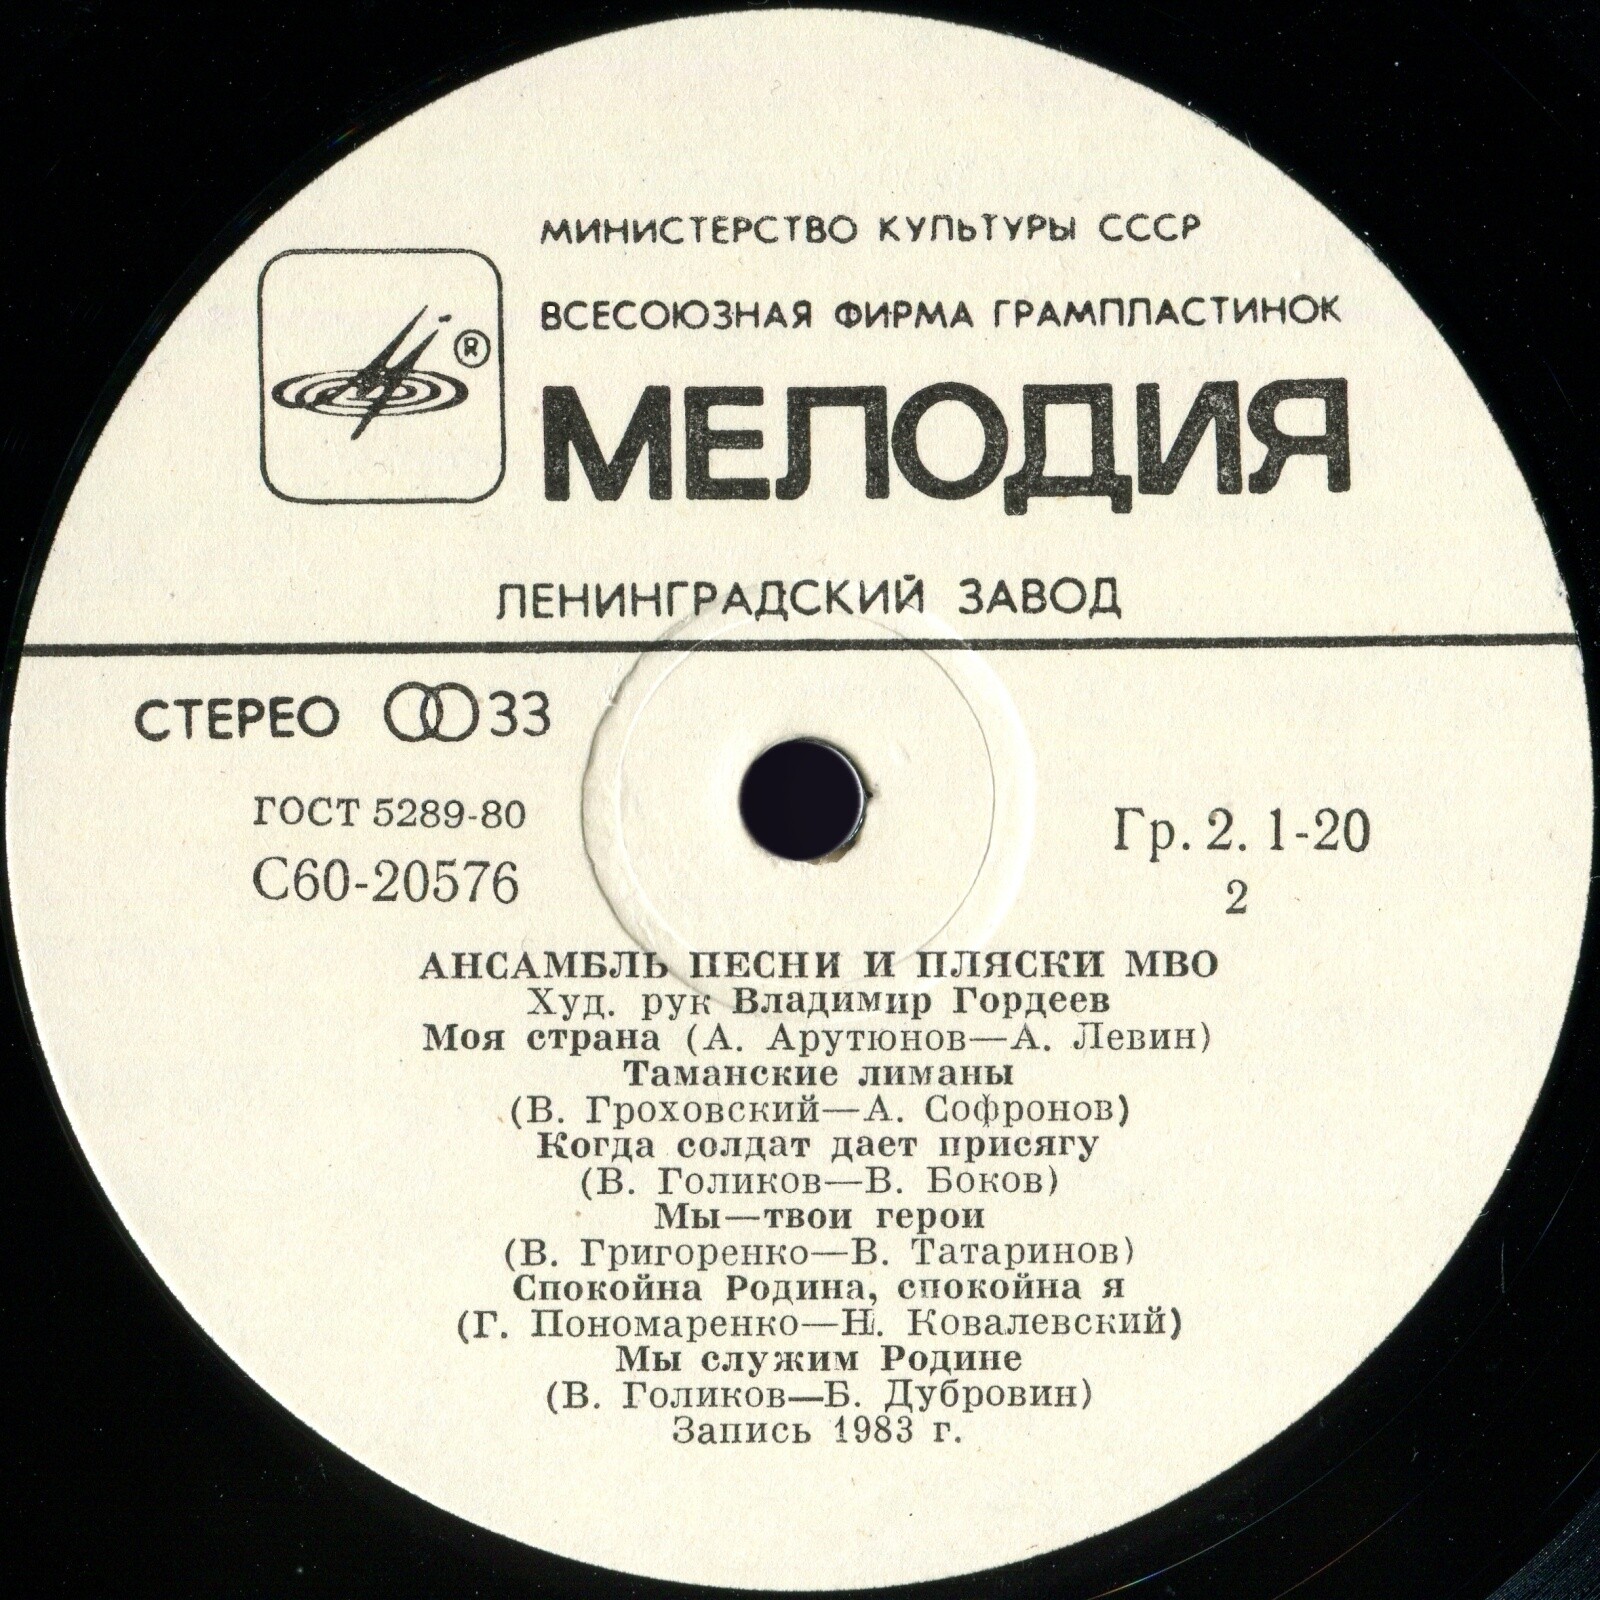 МИНИСТЕРСТВО КУЛЬТУРЫ СССР
ВСЕСОЮЗНАЯ ФИРМА ГРАМПЛАСТИНОК
®
МЕЛОДИЯ
ЛЕНИНГРАДСКИЙ ЗАВОД
СТЕРЕО 33
ГОСТ 5289-80
С60-20576
Гр. 2. 1-20
2
АНСАМБЛЬ ПЕСНИ И ПЛЯСКИ МВО
Худ. рук Владимир Гордеев
Моя страна (А. Арутюнов—А. Левин)
Таманские лиманы
(В. Гроховский—А. Софронов)
Когда солдат дает присягу
(В. Голиков—В. Боков)
Мы—твои герои
(В. Григоренко—В. Татаринов)
Спокойна Родина, спокойна я
(Г. Пономаренко—Н. Ковалевский)
Мы служим Родине
(В. Голиков—Б. Дубровин)
Запись 1983 г.